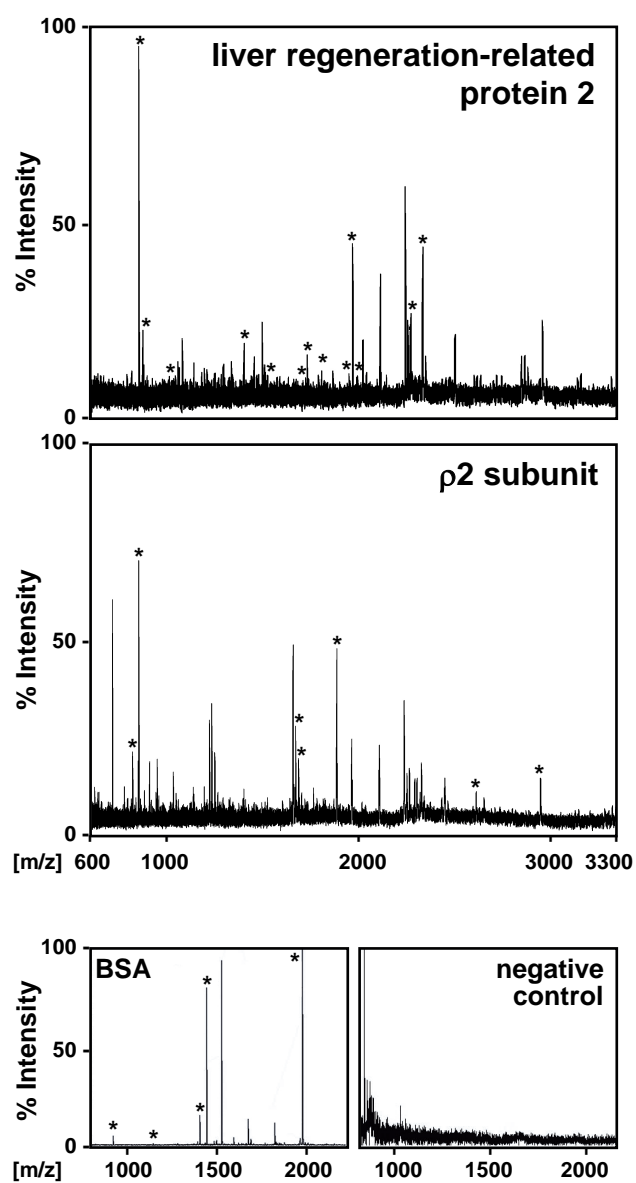 100
liver regeneration-related
protein 2
% Intensity
50
0
* * * * * * * * * * * * *
100
ρ2 subunit
% Intensity
50
0
* * * * * * * *
[m/z] 600 1000 2000 3000 3300
100
BSA
% Intensity
50
0
* * * * *
[m/z] 1000 1500 2000
negative
control
1000 1500 2000